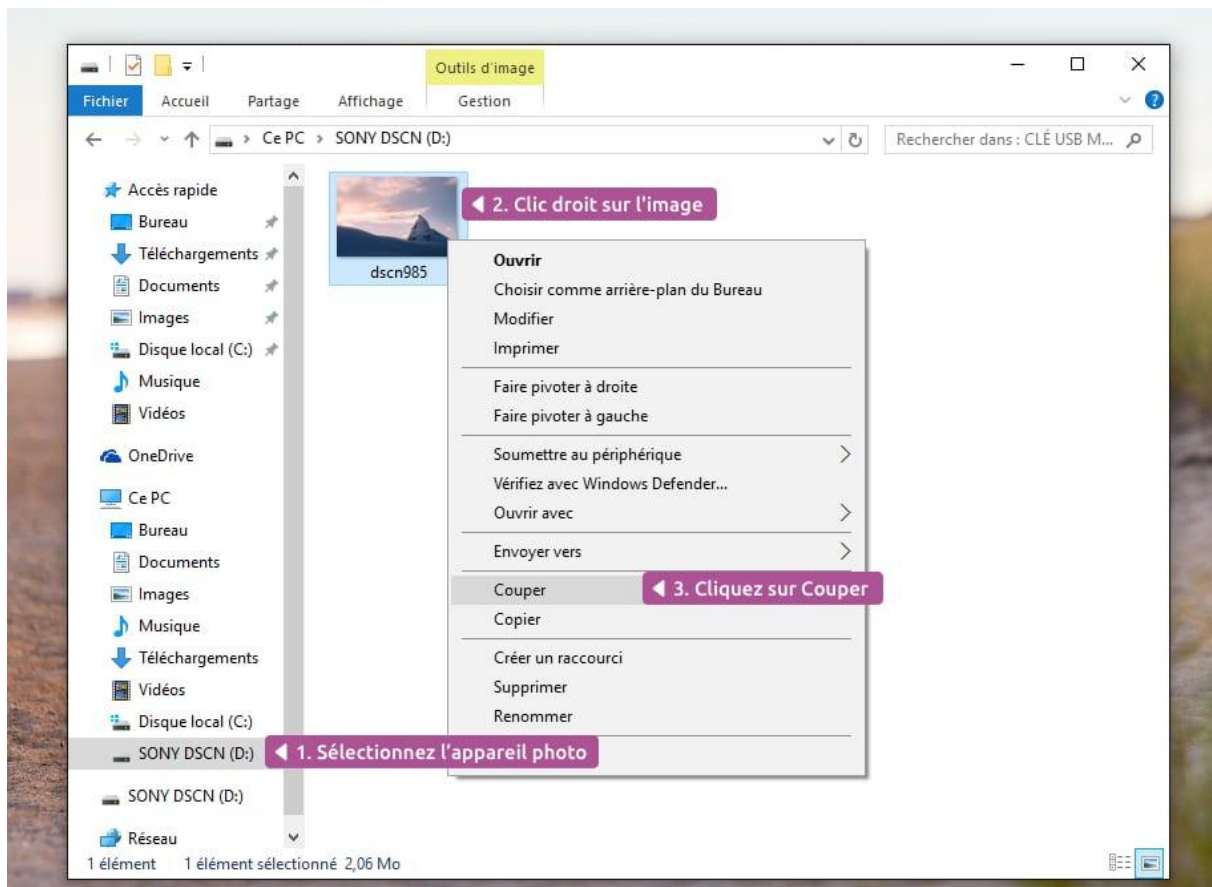 Outils d'image
Fichier Accueil Partage Affichage Gestion
Ce PC > SONY DSCN (D:)
Rechercher dans : CLÉ USB M...
Accès rapide
Bureau
Téléchargements
Documents
Images
Disque local (C:)
Musique
Vidéos
OneDrive
Ce PC
Bureau
Documents
Images
Musique
Téléchargements
Vidéos
Disque local (C:)
SONY DSCN (D:)
1. Sélectionnez l'appareil photo
SONY DSCN (D:)
Réseau
dscn985
2. Clic droit sur l'image
Ouvrir
Choisir comme arrière-plan du Bureau
Modifier
Imprimer
Faire pivoter à droite
Faire pivoter à gauche
Soumettre au périphérique
Vérifiez avec Windows Defender...
Ouvrir avec
Envoyer vers
Couper
3. Cliquez sur Couper
Copier
Créer un raccourci
Supprimer
Renommer
1 élément 1 élément sélectionné 2,06 Mo